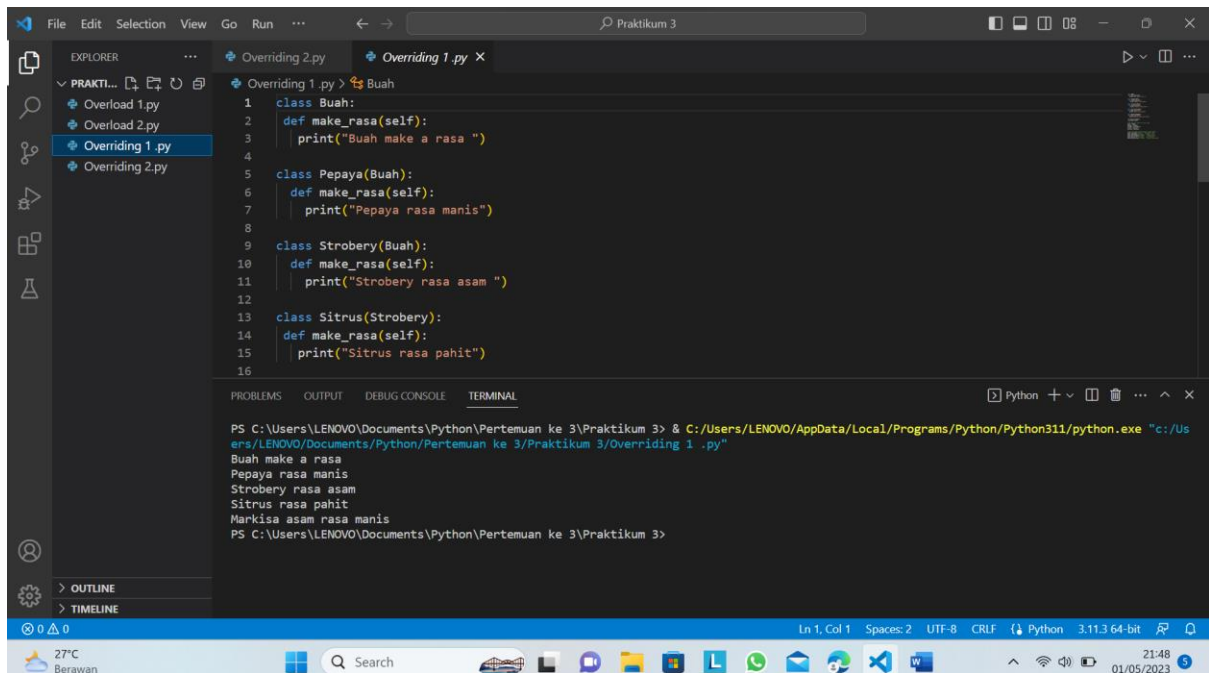 File Edit Selection View Go Run ··· Praktikum 3
EXPLORER ···
PRAKTI...
Overload 1.py
Overload 2.py
Overriding 1 .py
Overriding 2.py
OUTLINE
TIMELINE
Overriding 2.py Overriding 1 .py
Overriding 1 .py > Buah
1 class Buah:
2 def make_rasa(self):
3 print("Buah make a rasa ")
4
5 class Pepaya(Buah):
6 def make_rasa(self):
7 print("Pepaya rasa manis")
8
9 class Strobery(Buah):
10 def make_rasa(self):
11 print("Strobery rasa asam ")
12
13 class Sitrus(Strobery):
14 def make_rasa(self):
15 print("Sitrus rasa pahit")
16
PROBLEMS OUTPUT DEBUG CONSOLE TERMINAL Python
PS C:\Users\LENOVO\Documents\Python\Pertemuan ke 3\Praktikum 3> & C:/Users/LENOVO/AppData/Local/Programs/Python/Python311/python.exe "c:/Us
ers/LENOVO/Documents/Python/Pertemuan ke 3/Praktikum 3/Overriding 1 .py"
Buah make a rasa
Pepaya rasa manis
Strobery rasa asam
Sitrus rasa pahit
Markisa asam rasa manis
PS C:\Users\LENOVO\Documents\Python\Pertemuan ke 3\Praktikum 3>
0 0 Ln 1, Col 1 Spaces: 2 UTF-8 CRLF Python 3.11.3 64-bit
27°C
Berawan
Search
21:48
01/05/2023
5